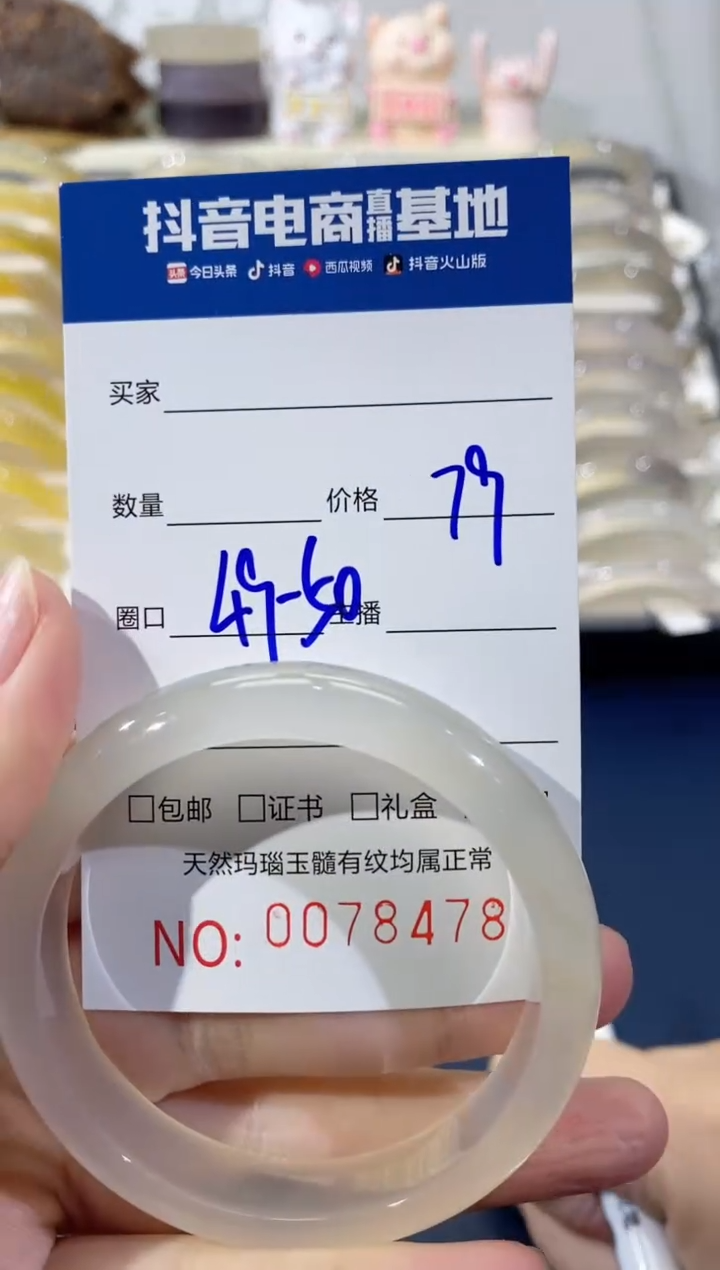 抖音电商直播基地
头条 今日头条 抖音 西瓜视频 抖音火山版
买家
数量 价格 79
圈口 49-50 主播
包邮 证书 礼盒
天然玛瑙玉髓有纹均属正常
NO: 0078478